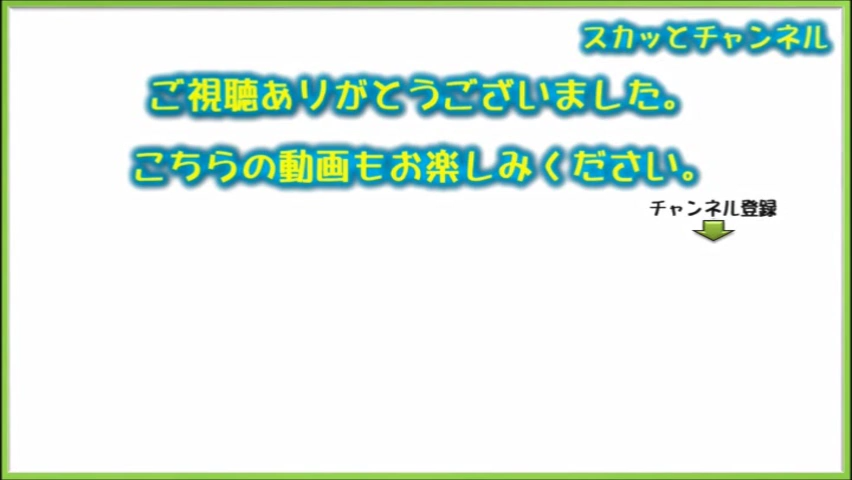 スカッとチャンネル
ご視聴ありがとうございました。
こちらの動画もお楽しみください。
チャンネル登録